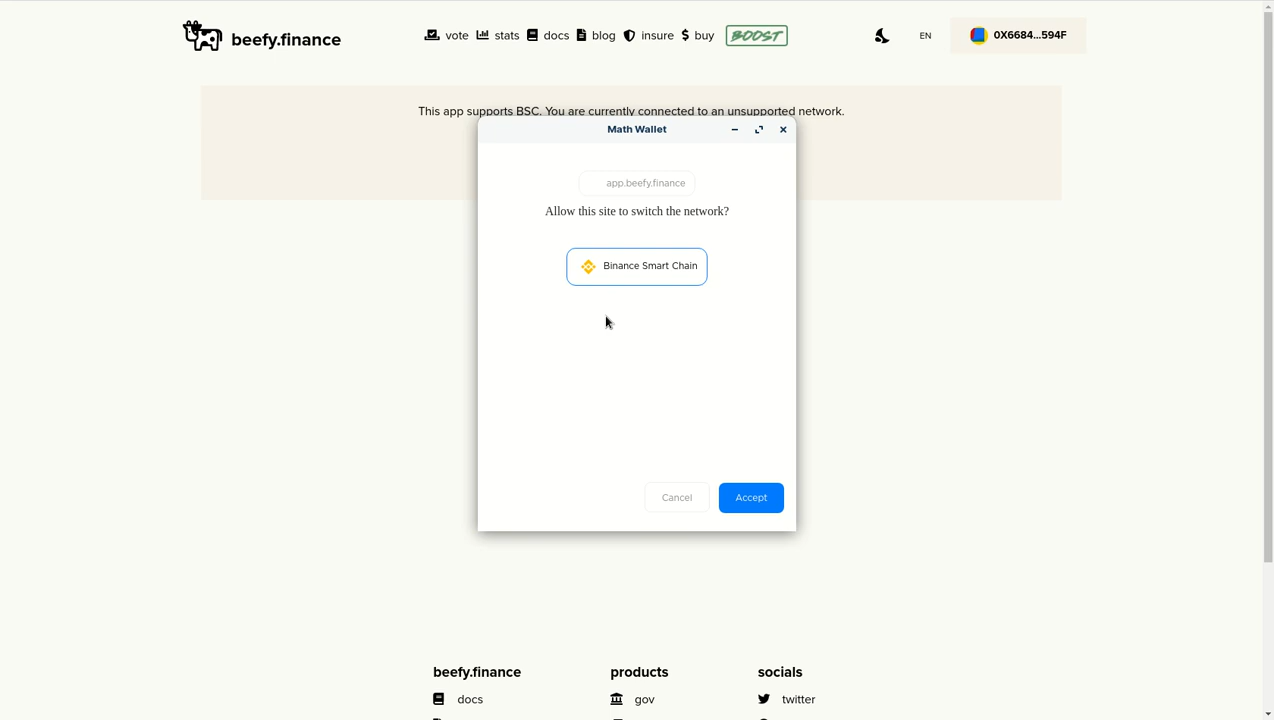 beefy.finance
vote stats docs blog insure buy BOOST
EN
0X6684...594F
This app supports BSC. You are currently connected to an unsupported network.
Math Wallet
app.beefy.finance
Allow this site to switch the network?
Binance Smart Chain
Cancel Accept
beefy.finance products socials
docs gov twitter